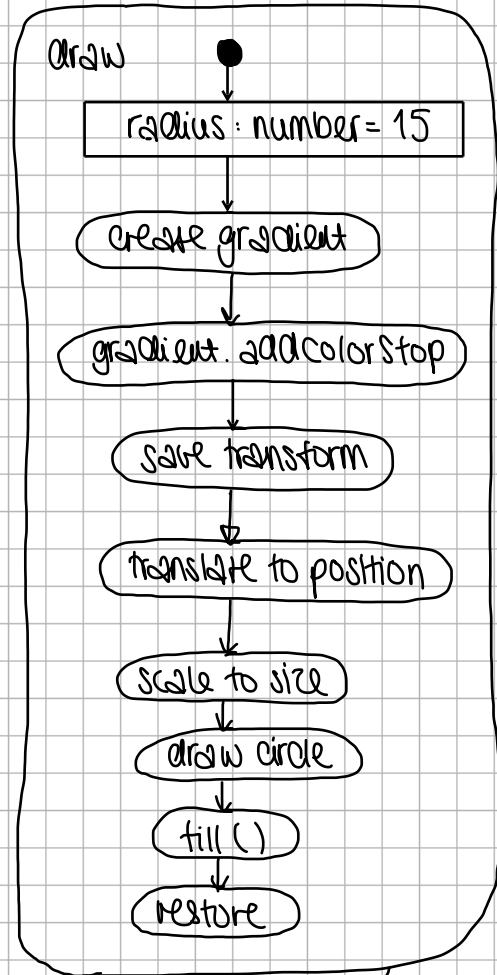 draw
radius: number = 15
create gradient
gradient.addColorStop
save transform
translate to position
scale to size
draw circle
fill()
restore